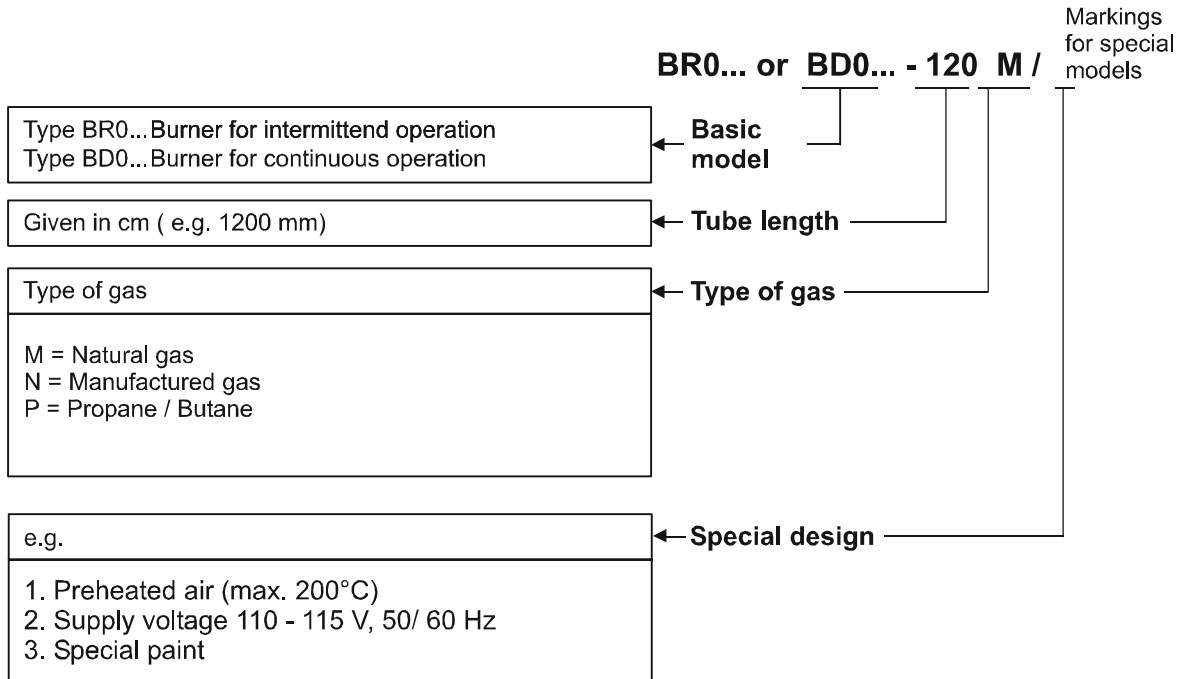 Markings
for special
models
BR0... or BD0... - 120 M /
Type BR0...Burner for intermittend operation
Type BD0...Burner for continuous operation
Basic
model
Given in cm ( e.g. 1200 mm)
Tube length
Type of gas
Type of gas
M = Natural gas
N = Manufactured gas
P = Propane / Butane
e.g.
Special design
1. Preheated air (max. 200°C)
2. Supply voltage 110 - 115 V, 50/ 60 Hz
3. Special paint